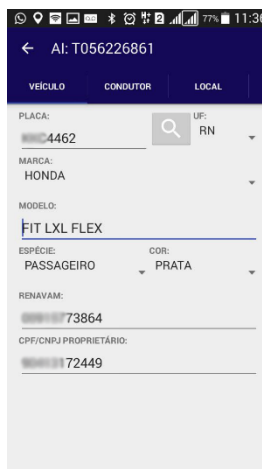 77% 11:36
AI: T056226861
VEÍCULO CONDUTOR LOCAL
PLACA: UF:
4462 RN
MARCA:
HONDA
MODELO:
FIT LXL FLEX
ESPÉCIE: COR:
PASSAGEIRO PRATA
RENAVAM:
73864
CPF/CNPJ PROPRIETÁRIO:
72449